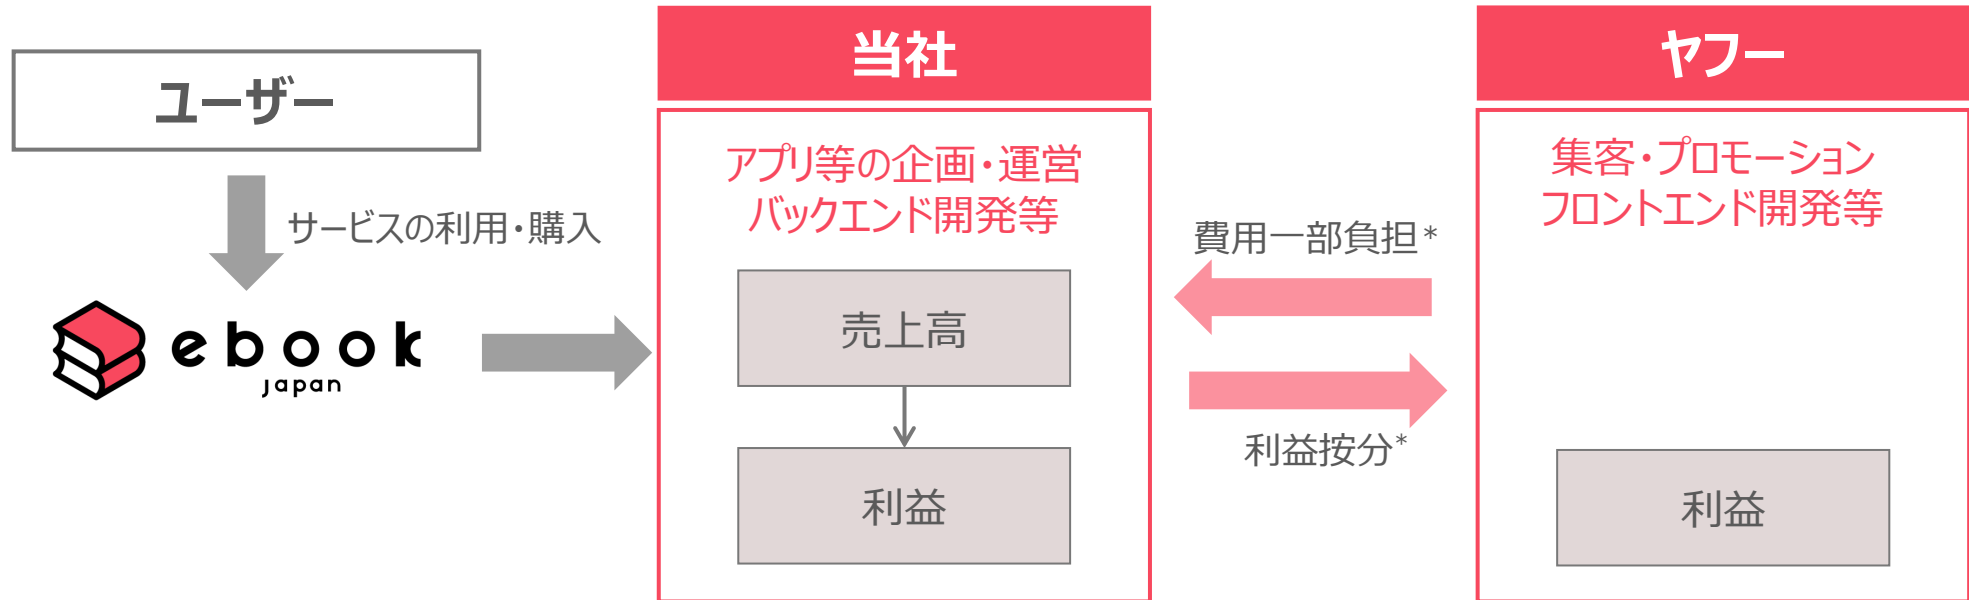 ユーザー
サービスの利用・購入
ebook
japan
当社
アプリ等の企画・運営
バックエンド開発等
売上高
利益
費用一部負担*
利益按分*
ヤフー
集客・プロモーション
フロントエンド開発等
利益